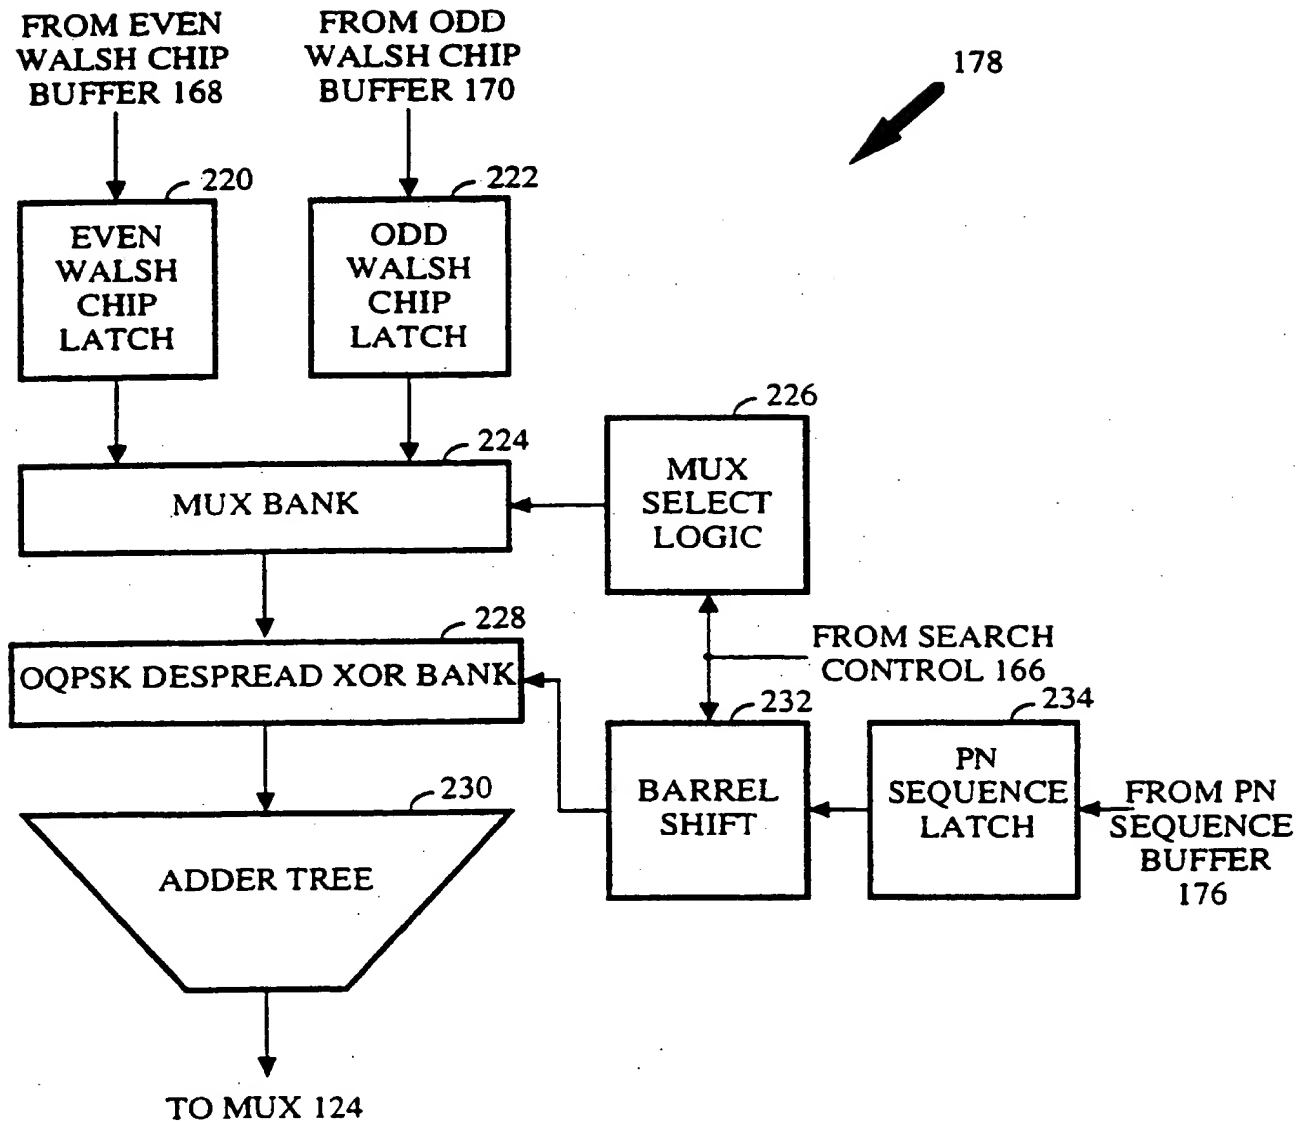 FROM EVEN
WALSH CHIP
BUFFER 168
FROM ODD
WALSH CHIP
BUFFER 170
178
220
EVEN
WALSH
CHIP
LATCH
222
ODD
WALSH
CHIP
LATCH
224
MUX BANK
226
MUX
SELECT
LOGIC
228
OQPSK DESPREAD XOR BANK
FROM SEARCH
CONTROL 166
232
BARREL
SHIFT
234
PN
SEQUENCE
LATCH
FROM PN
SEQUENCE
BUFFER
176
230
ADDER TREE
TO MUX 124